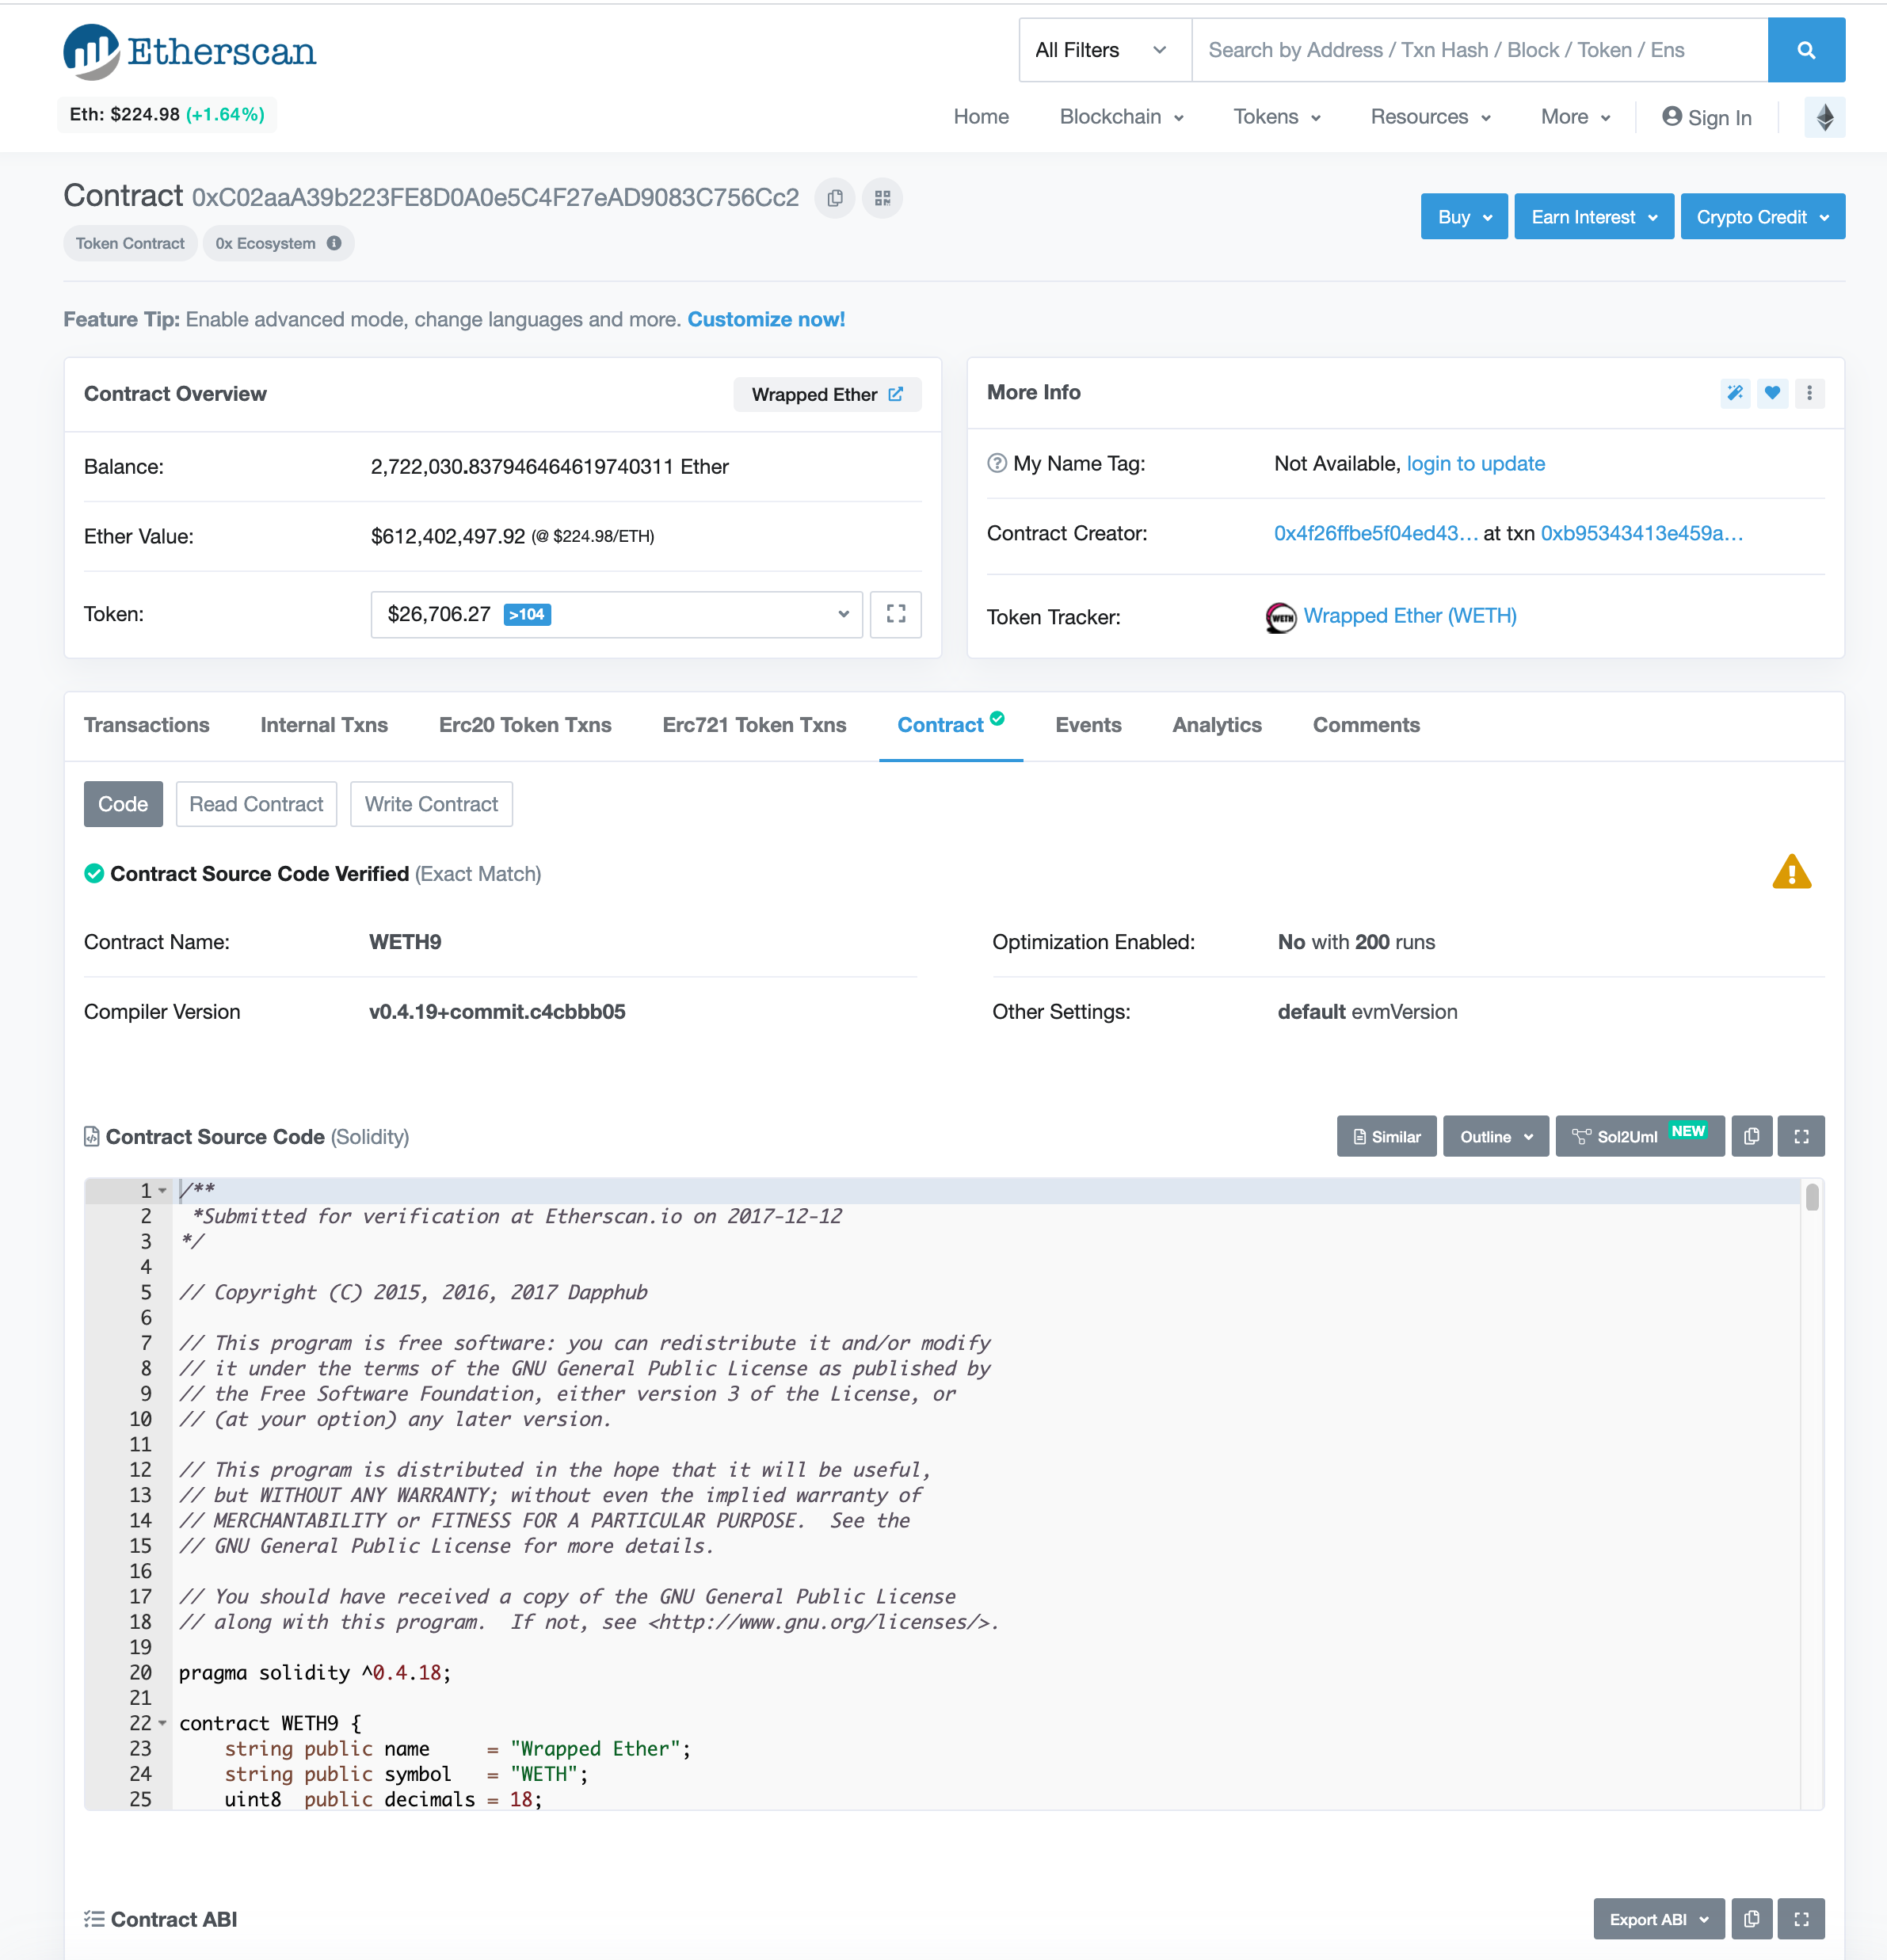 Etherscan
All Filters
Search by Address / Txn Hash / Block / Token / Ens
Eth: $224.98 (+1.64%)
Home Blockchain Tokens Resources More Sign In
Contract 0xC02aaA39b223FE8D0A0e5C4F27eAD9083C756Cc2
Token Contract 0x Ecosystem
Buy Earn Interest Crypto Credit
Feature Tip: Enable advanced mode, change languages and more. Customize now!
Contract Overview Wrapped Ether
Balance: 2,722,030.837946464619740311 Ether
Ether Value: $612,402,497.92 (@ $224.98/ETH)
Token: $26,706.27 >104
More Info
My Name Tag: Not Available, login to update
Contract Creator: 0x4f26ffbe5f04ed43... at txn 0xb95343413e459a...
Token Tracker: WETH Wrapped Ether (WETH)
Transactions Internal Txns Erc20 Token Txns Erc721 Token Txns Contract Events Analytics Comments
Code Read Contract Write Contract
Contract Source Code Verified (Exact Match)
Contract Name: WETH9
Optimization Enabled: No with 200 runs
Compiler Version v0.4.19+commit.c4cbbb05
Other Settings: default evmVersion
Contract Source Code (Solidity)
Similar Outline Sol2Uml NEW
1 /**
2  *Submitted for verification at Etherscan.io on 2017-12-12
3 */
4
5 // Copyright (C) 2015, 2016, 2017 Dapphub
6
7 // This program is free software: you can redistribute it and/or modify
8 // it under the terms of the GNU General Public License as published by
9 // the Free Software Foundation, either version 3 of the License, or
10 // (at your option) any later version.
11
12 // This program is distributed in the hope that it will be useful,
13 // but WITHOUT ANY WARRANTY; without even the implied warranty of
14 // MERCHANTABILITY or FITNESS FOR A PARTICULAR PURPOSE.  See the
15 // GNU General Public License for more details.
16
17 // You should have received a copy of the GNU General Public License
18 // along with this program.  If not, see <http://www.gnu.org/licenses/>.
19
20 pragma solidity ^0.4.18;
21
22 contract WETH9 {
23     string public name     = "Wrapped Ether";
24     string public symbol   = "WETH";
25     uint8  public decimals = 18;
Contract ABI
Export ABI